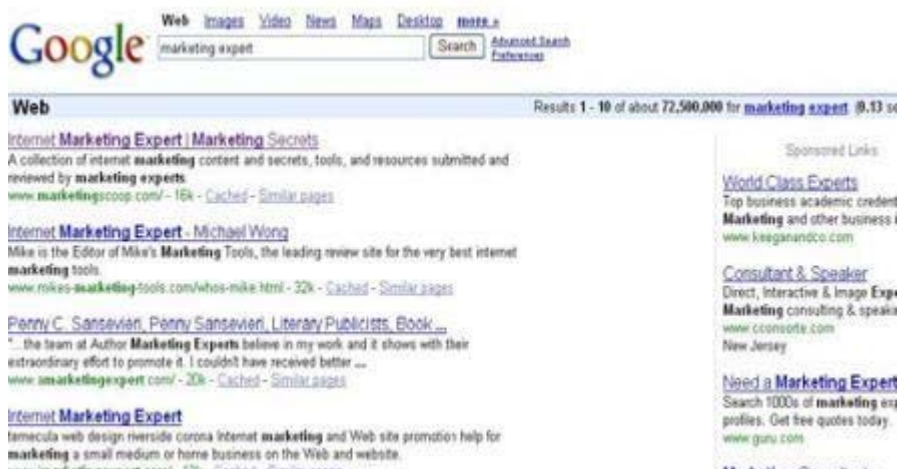 Google
Web Images Video News Maps Desktop more »
marketing expert
Search
Advanced Search
Preferences
Web
Results 1 - 10 of about 72,500,000 for marketing expert. (0.13 se
Internet Marketing Expert | Marketing Secrets
A collection of internet marketing content and secrets, tools, and resources submitted and
reviewed by marketing experts.
www.marketingscoop.com/ - 16k - Cached - Similar pages
Internet Marketing Expert - Michael Wong
Mike is the Editor of Mike's Marketing Tools, the leading review site for the very best internet
marketing tools.
www.mikes-marketing-tools.com/whos-mike.html - 32k - Cached - Similar pages
Penny C. Sansevieri, Penny Sansevieri, Literary Publicists, Book ...
"... the team at Author Marketing Experts believe in my work and it shows with their
extraordinary effort to promote it. I couldn't have received better ...
www.amarketingexpert.com/ - 20k - Cached - Similar pages
Internet Marketing Expert
temecula web design riverside corona Internet marketing and Web site promotion help for
marketing a small medium or home business on the Web and website.
Sponsored Links
World Class Experts
Top business academic credent
Marketing and other business i
www.keeganandco.com
Consultant & Speaker
Direct, Interactive & Image Expe
Marketing consulting & speakin
www.cconsorte.com
New Jersey
Need a Marketing Expert
Search 1000s of marketing exp
profiles. Get free quotes today.
www.guru.com